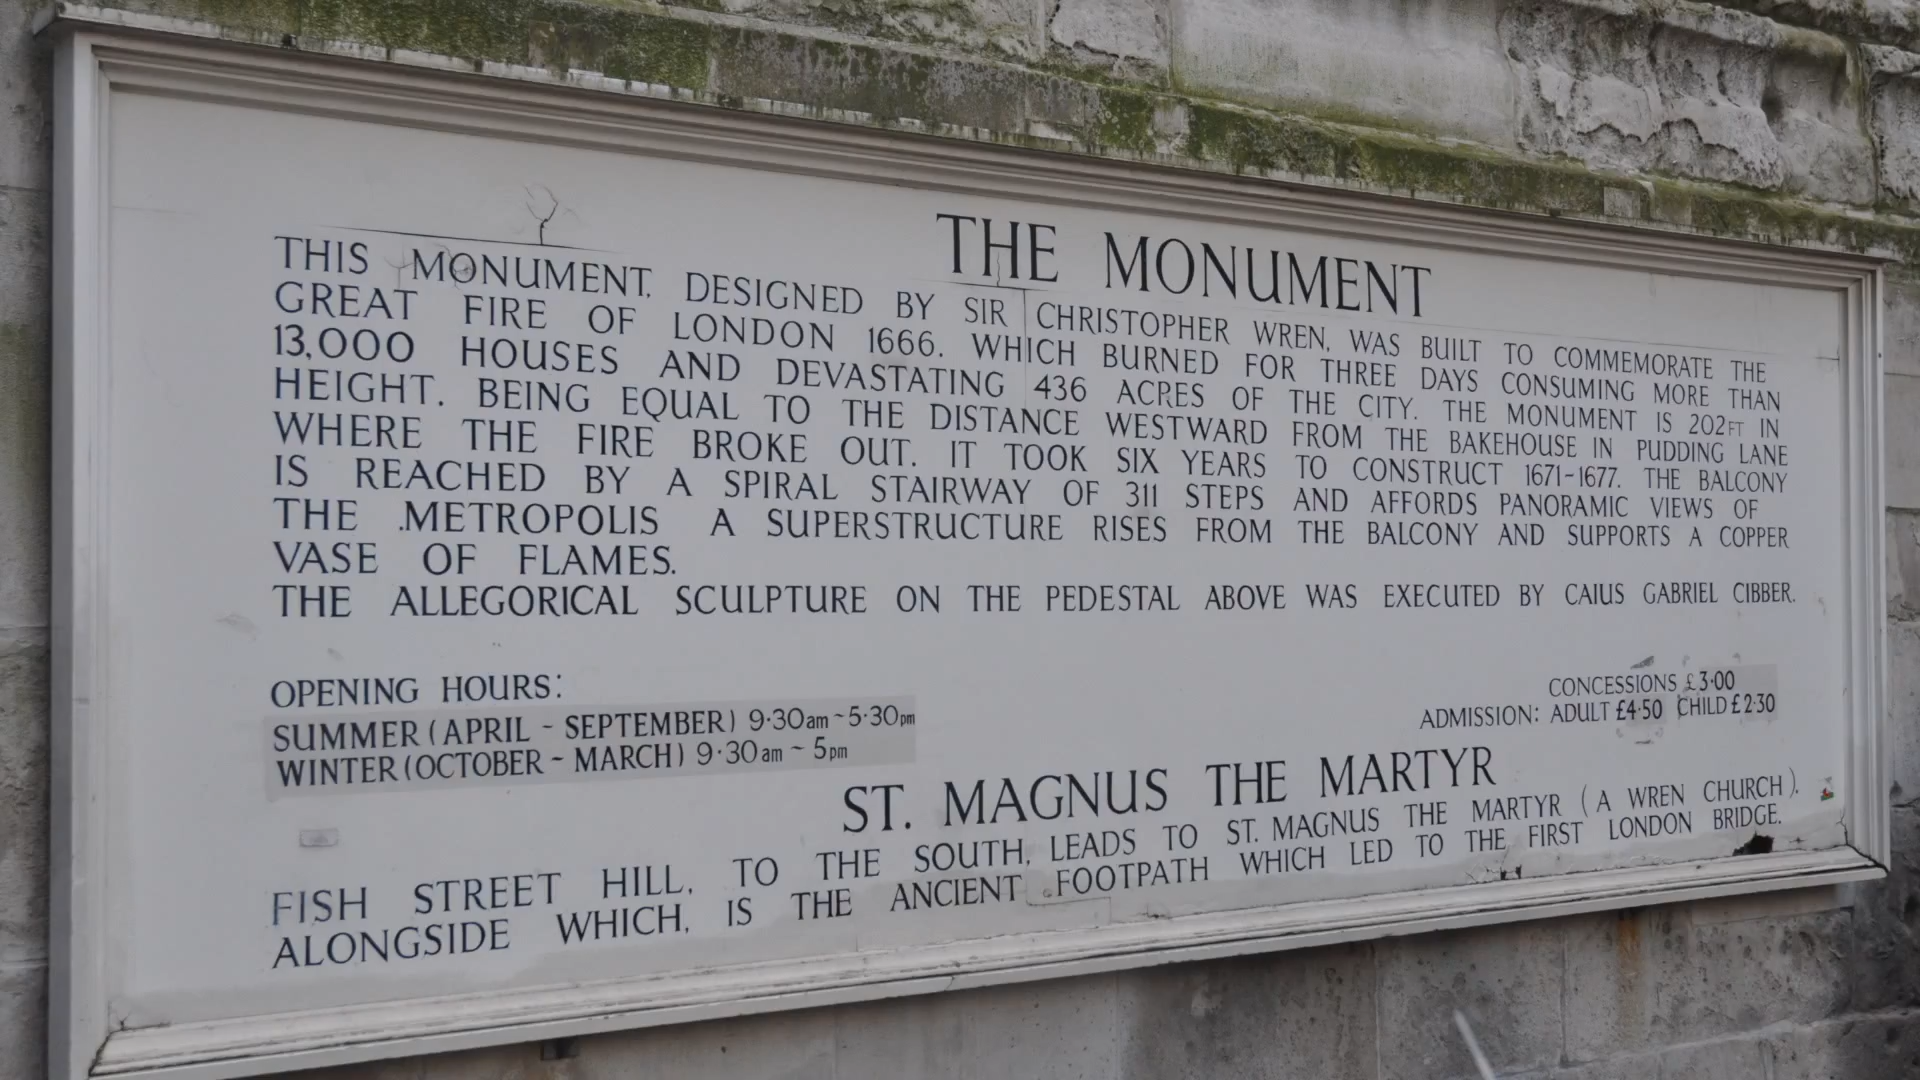 THE MONUMENT
THIS MONUMENT, DESIGNED BY SIR CHRISTOPHER WREN, WAS BUILT TO COMMEMORATE THE
GREAT FIRE OF LONDON 1666. WHICH BURNED FOR THREE DAYS CONSUMING MORE THAN
13,000 HOUSES AND DEVASTATING 436 ACRES OF THE CITY. THE MONUMENT IS 202FT IN
HEIGHT. BEING EQUAL TO THE DISTANCE WESTWARD FROM THE BAKEHOUSE IN PUDDING LANE
WHERE THE FIRE BROKE OUT. IT TOOK SIX YEARS TO CONSTRUCT 1671-1677. THE BALCONY
IS REACHED BY A SPIRAL STAIRWAY OF 311 STEPS AND AFFORDS PANORAMIC VIEWS OF
THE METROPOLIS A SUPERSTRUCTURE RISES FROM THE BALCONY AND SUPPORTS A COPPER
VASE OF FLAMES.
THE ALLEGORICAL SCULPTURE ON THE PEDESTAL ABOVE WAS EXECUTED BY CAIUS GABRIEL CIBBER.
OPENING HOURS:
SUMMER (APRIL - SEPTEMBER) 9·30am ~ 5·30pm
WINTER (OCTOBER - MARCH) 9·30am ~ 5pm
CONCESSIONS £3·00
ADMISSION: ADULT £4·50 CHILD £2·30
ST. MAGNUS THE MARTYR
FISH STREET HILL, TO THE SOUTH, LEADS TO ST. MAGNUS THE MARTYR (A WREN CHURCH).
ALONGSIDE WHICH, IS THE ANCIENT FOOTPATH WHICH LED TO THE FIRST LONDON BRIDGE.